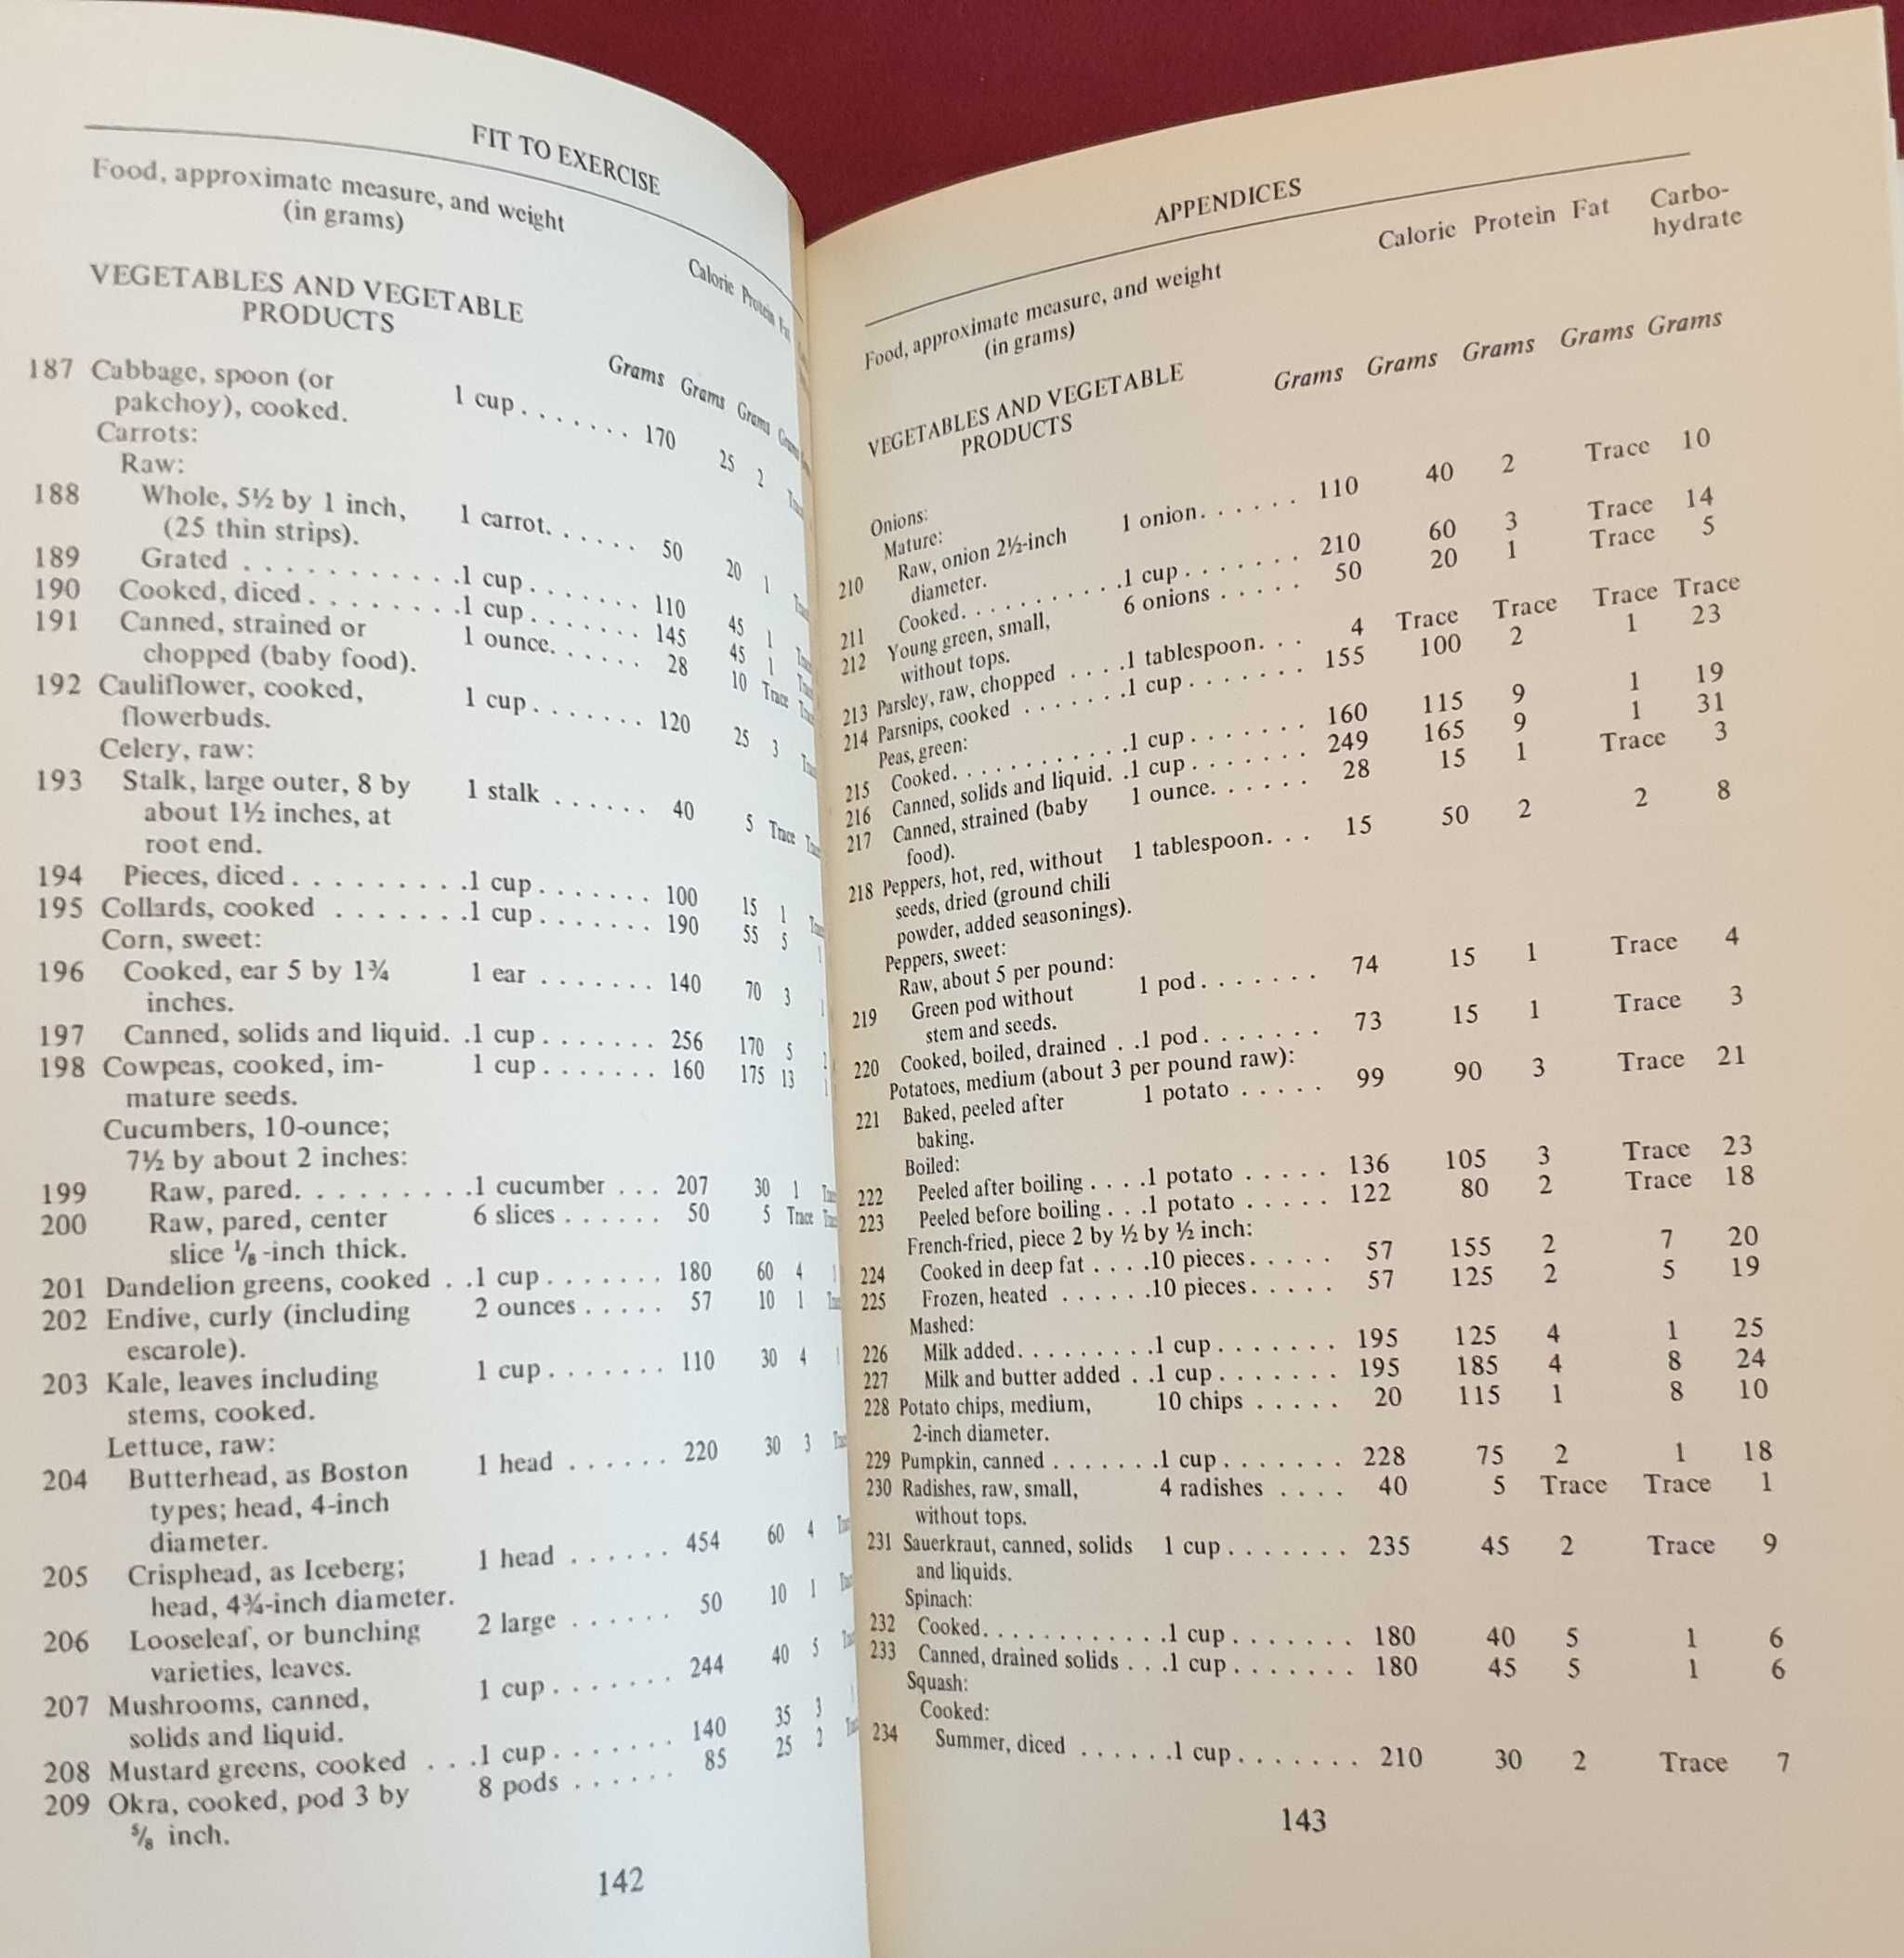 FIT TO EXERCISE
Food, approximate measure, and weight
(in grams)
Calorie Protein
VEGETABLES AND VEGETABLE
PRODUCTS
Grams Grams Grams
187 Cabbage, spoon (or 1 cup....... 170 25 2
pakchoy), cooked.
Carrots:
Raw:
188 Whole, 5½ by 1 inch, 1 carrot...... 50 20 1
(25 thin strips).
189 Grated ............1 cup....... 110 45 1
190 Cooked, diced.........1 cup....... 145 45 1
191 Canned, strained or 1 ounce...... 28 10 Trace
chopped (baby food).
192 Cauliflower, cooked, 1 cup....... 120 25 3
flowerbuds.
Celery, raw:
193 Stalk, large outer, 8 by 1 stalk ...... 40 5 Trace
about 1½ inches, at
root end.
194 Pieces, diced..........1 cup....... 100 15 1
195 Collards, cooked ........1 cup....... 190 55 5
Corn, sweet:
196 Cooked, ear 5 by 1¾ 1 ear ....... 140 70 3
inches.
197 Canned, solids and liquid. .1 cup....... 256 170 5
198 Cowpeas, cooked, im- 1 cup....... 160 175 13
mature seeds.
Cucumbers, 10-ounce;
7½ by about 2 inches:
199 Raw, pared..........1 cucumber ... 207 30 1
200 Raw, pared, center 6 slices ...... 50 5 Trace
slice ⅛-inch thick.
201 Dandelion greens, cooked . .1 cup....... 180 60 4
202 Endive, curly (including 2 ounces ..... 57 10 1
escarole).
203 Kale, leaves including 1 cup....... 110 30 4
stems, cooked.
Lettuce, raw:
204 Butterhead, as Boston 1 head ...... 220 30 3
types; head, 4-inch
diameter.
205 Crisphead, as Iceberg; 1 head ...... 454 60 4
head, 4¾-inch diameter.
206 Looseleaf, or bunching 2 large ...... 50 10 1
varieties, leaves.
207 Mushrooms, canned, 1 cup....... 244 40 5
solids and liquid.
208 Mustard greens, cooked . . .1 cup....... 140 35 3
209 Okra, cooked, pod 3 by 8 pods ...... 85 25 2
⅝ inch.
142
APPENDICES
Food, approximate measure, and weight
(in grams)
Calorie Protein Fat Carbo-
hydrate
VEGETABLES AND VEGETABLE
PRODUCTS
Grams Grams Grams Grams Grams
Onions:
Mature:
210 Raw, onion 2½-inch 1 onion...... 110 40 2 Trace 10
diameter.
211 Cooked............1 cup....... 210 60 3 Trace 14
212 Young green, small, 6 onions ..... 50 20 1 Trace 5
without tops.
213 Parsley, raw, chopped . . . .1 tablespoon... 4 Trace Trace Trace Trace
214 Parsnips, cooked .......1 cup....... 155 100 2 1 23
Peas, green:
215 Cooked............1 cup....... 160 115 9 1 19
216 Canned, solids and liquid. .1 cup....... 249 165 9 1 31
217 Canned, strained (baby 1 ounce...... 28 15 1 Trace 3
food).
218 Peppers, hot, red, without 1 tablespoon... 15 50 2 2 8
seeds, dried (ground chili
powder, added seasonings).
Peppers, sweet:
Raw, about 5 per pound:
219 Green pod without 1 pod....... 74 15 1 Trace 4
stem and seeds.
220 Cooked, boiled, drained . .1 pod....... 73 15 1 Trace 3
Potatoes, medium (about 3 per pound raw):
221 Baked, peeled after 1 potato ..... 99 90 3 Trace 21
baking.
Boiled:
222 Peeled after boiling . . . .1 potato ..... 136 105 3 Trace 23
223 Peeled before boiling . . .1 potato ..... 122 80 2 Trace 18
French-fried, piece 2 by ½ by ½ inch:
224 Cooked in deep fat . . . .10 pieces..... 57 155 2 7 20
225 Frozen, heated ......10 pieces..... 57 125 2 5 19
Mashed:
226 Milk added..........1 cup....... 195 125 4 1 25
227 Milk and butter added . .1 cup....... 195 185 4 8 24
228 Potato chips, medium, 10 chips ..... 20 115 1 8 10
2-inch diameter.
229 Pumpkin, canned .......1 cup....... 228 75 2 1 18
230 Radishes, raw, small, 4 radishes .... 40 5 Trace Trace 1
without tops.
231 Sauerkraut, canned, solids 1 cup....... 235 45 2 Trace 9
and liquids.
Spinach:
232 Cooked............1 cup....... 180 40 5 1 6
233 Canned, drained solids . . .1 cup....... 180 45 5 1 6
Squash:
Cooked:
234 Summer, diced ......1 cup....... 210 30 2 Trace 7
143